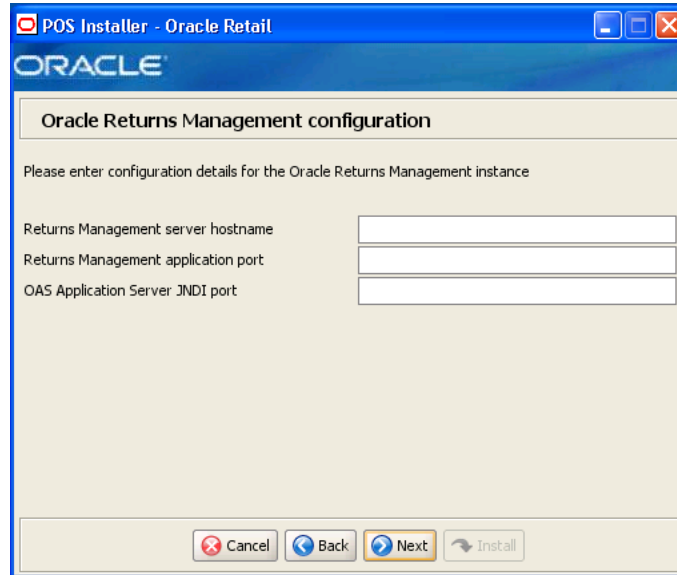 POS Installer - Oracle Retail
ORACLE
Oracle Returns Management configuration
Please enter configuration details for the Oracle Returns Management instance
Returns Management server hostname
Returns Management application port
OAS Application Server JNDI port
Cancel Back Next Install